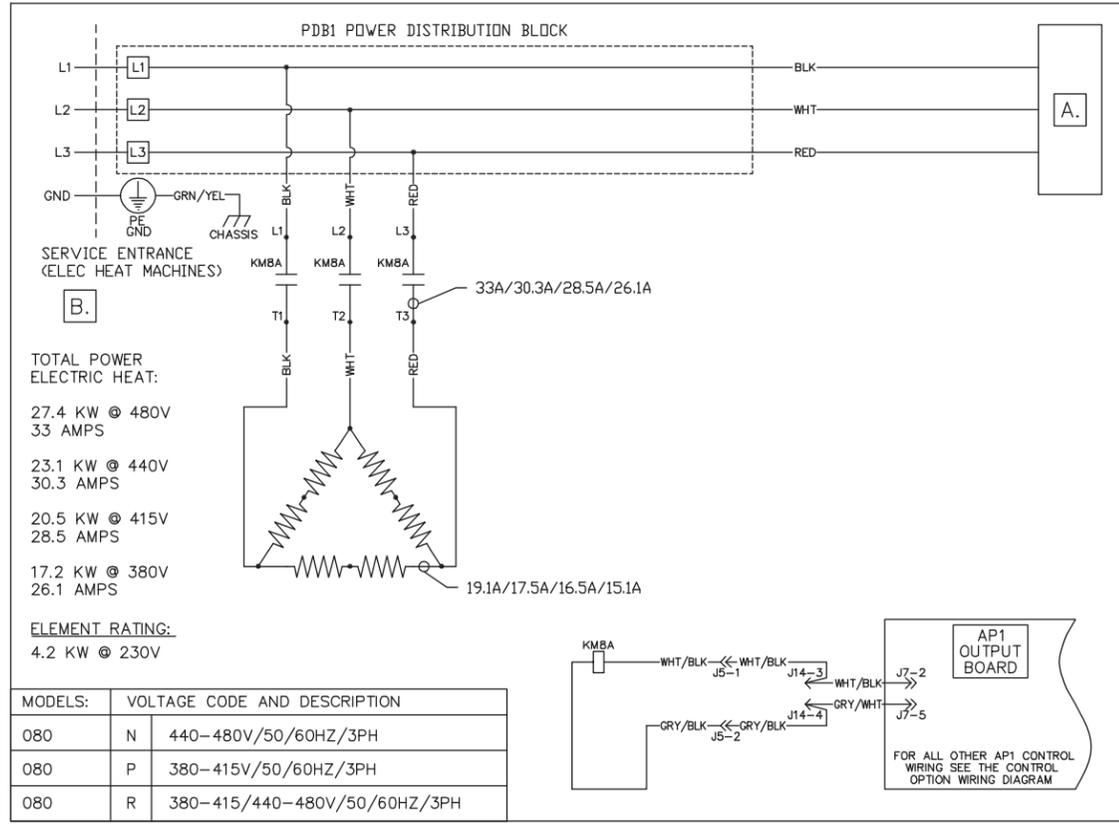 PDB1 POWER DISTRIBUTION BLOCK
L1 L1 BLK
L2 L2 WHT
L3 L3 RED
A.
GND GRN/YEL
PE
GND
CHASSIS
BLK WHT RED
L1 L2 L3
SERVICE ENTRANCE
(ELEC HEAT MACHINES)
KM8A KM8A KM8A
33A/30.3A/28.5A/26.1A
B.
T1 T2 T3
BLK WHT RED
TOTAL POWER
ELECTRIC HEAT:
27.4 KW @ 480V
33 AMPS
23.1 KW @ 440V
30.3 AMPS
20.5 KW @ 415V
28.5 AMPS
17.2 KW @ 380V
26.1 AMPS
19.1A/17.5A/16.5A/15.1A
ELEMENT RATING:
4.2 KW @ 230V
KM8A
WHT/BLK WHT/BLK
J5-1
J14-3
WHT/BLK
J7-2
GRY/WHT
J7-5
J14-4
GRY/BLK GRY/BLK
J5-2
AP1
OUTPUT
BOARD
FOR ALL OTHER AP1 CONTROL
WIRING SEE THE CONTROL
OPTION WIRING DIAGRAM
MODELS: VOLTAGE CODE AND DESCRIPTION
080 N 440-480V/50/60HZ/3PH
080 P 380-415V/50/60HZ/3PH
080 R 380-415/440-480V/50/60HZ/3PH